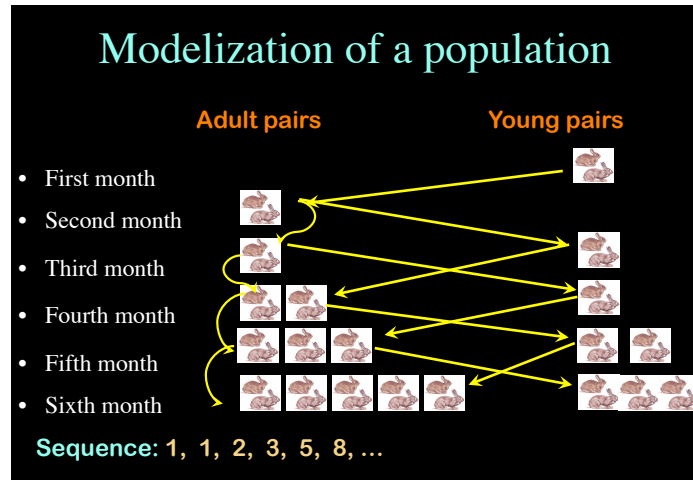 Modelization of a population
Adult pairs Young pairs
• First month
• Second month
• Third month
• Fourth month
• Fifth month
• Sixth month
Sequence: 1, 1, 2, 3, 5, 8, ...